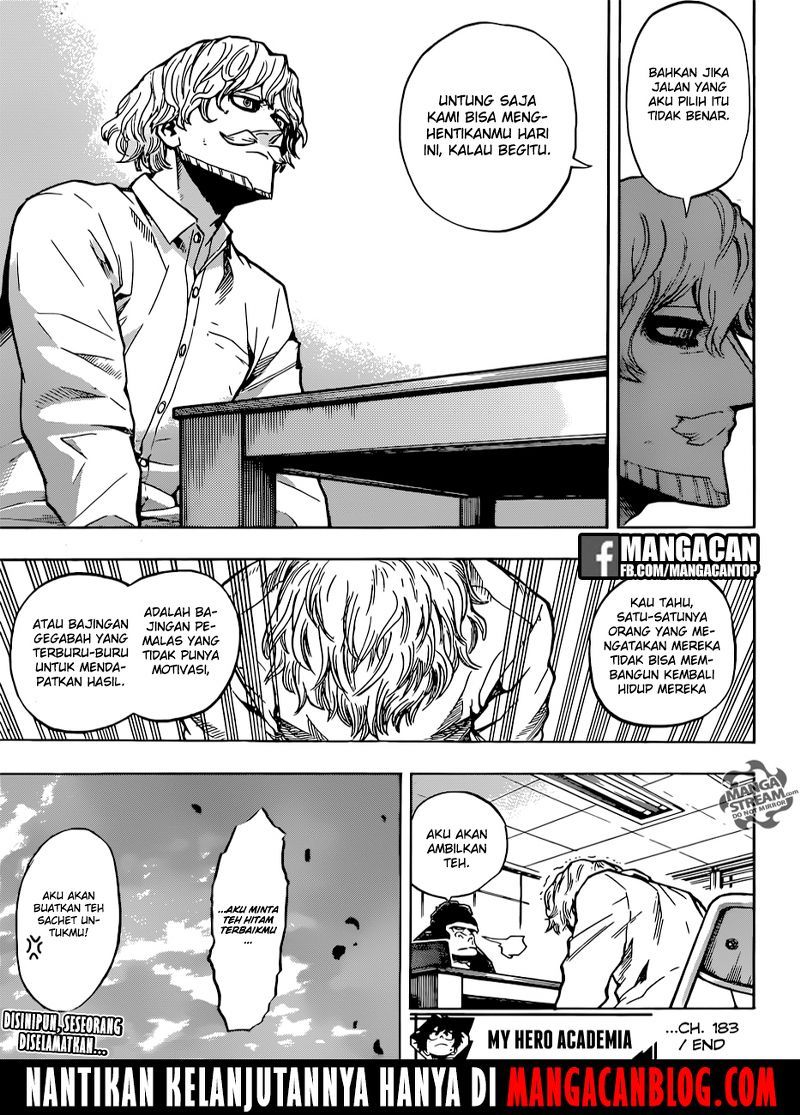 BAHKAN JIKA
JALAN YANG
AKU PILIH ITU
TIDAK BENAR.
UNTUNG SAJA
KAMI BISA MENG-
HENTIKANMU HARI
INI, KALAU BEGITU.
MANGACAN
FB.COM/MANGACANTOP
KAU TAHU,
SATU-SATUNYA
ORANG YANG ME-
NGATAKAN MEREKA
TIDAK BISA MEM-
BANGUN KEMBALI
HIDUP MEREKA
ADALAH BA-
JINGAN PE-
MALAS YANG
TIDAK PUNYA
MOTIVASI,
ATAU BAJINGAN
GEGABAH YANG
TERBURU-BURU
UNTUK MENDA-
PATKAN HASIL.
MANGA
STREAM.com
DO NOT MIRROR
AKU AKAN
AMBILKAN
TEH.
...AKU MINTA
TEH HITAM
TERBAIKMU
...
AKU AKAN
BUATKAN TEH
SACHET UN-
TUKMU!
DISINIPUN, SESEORANG
DISELAMATKAN...
MY HERO ACADEMIA
...CH. 183
/ END
NANTIKAN KELANJUTANNYA HANYA DI MANGACANBLOG.COM